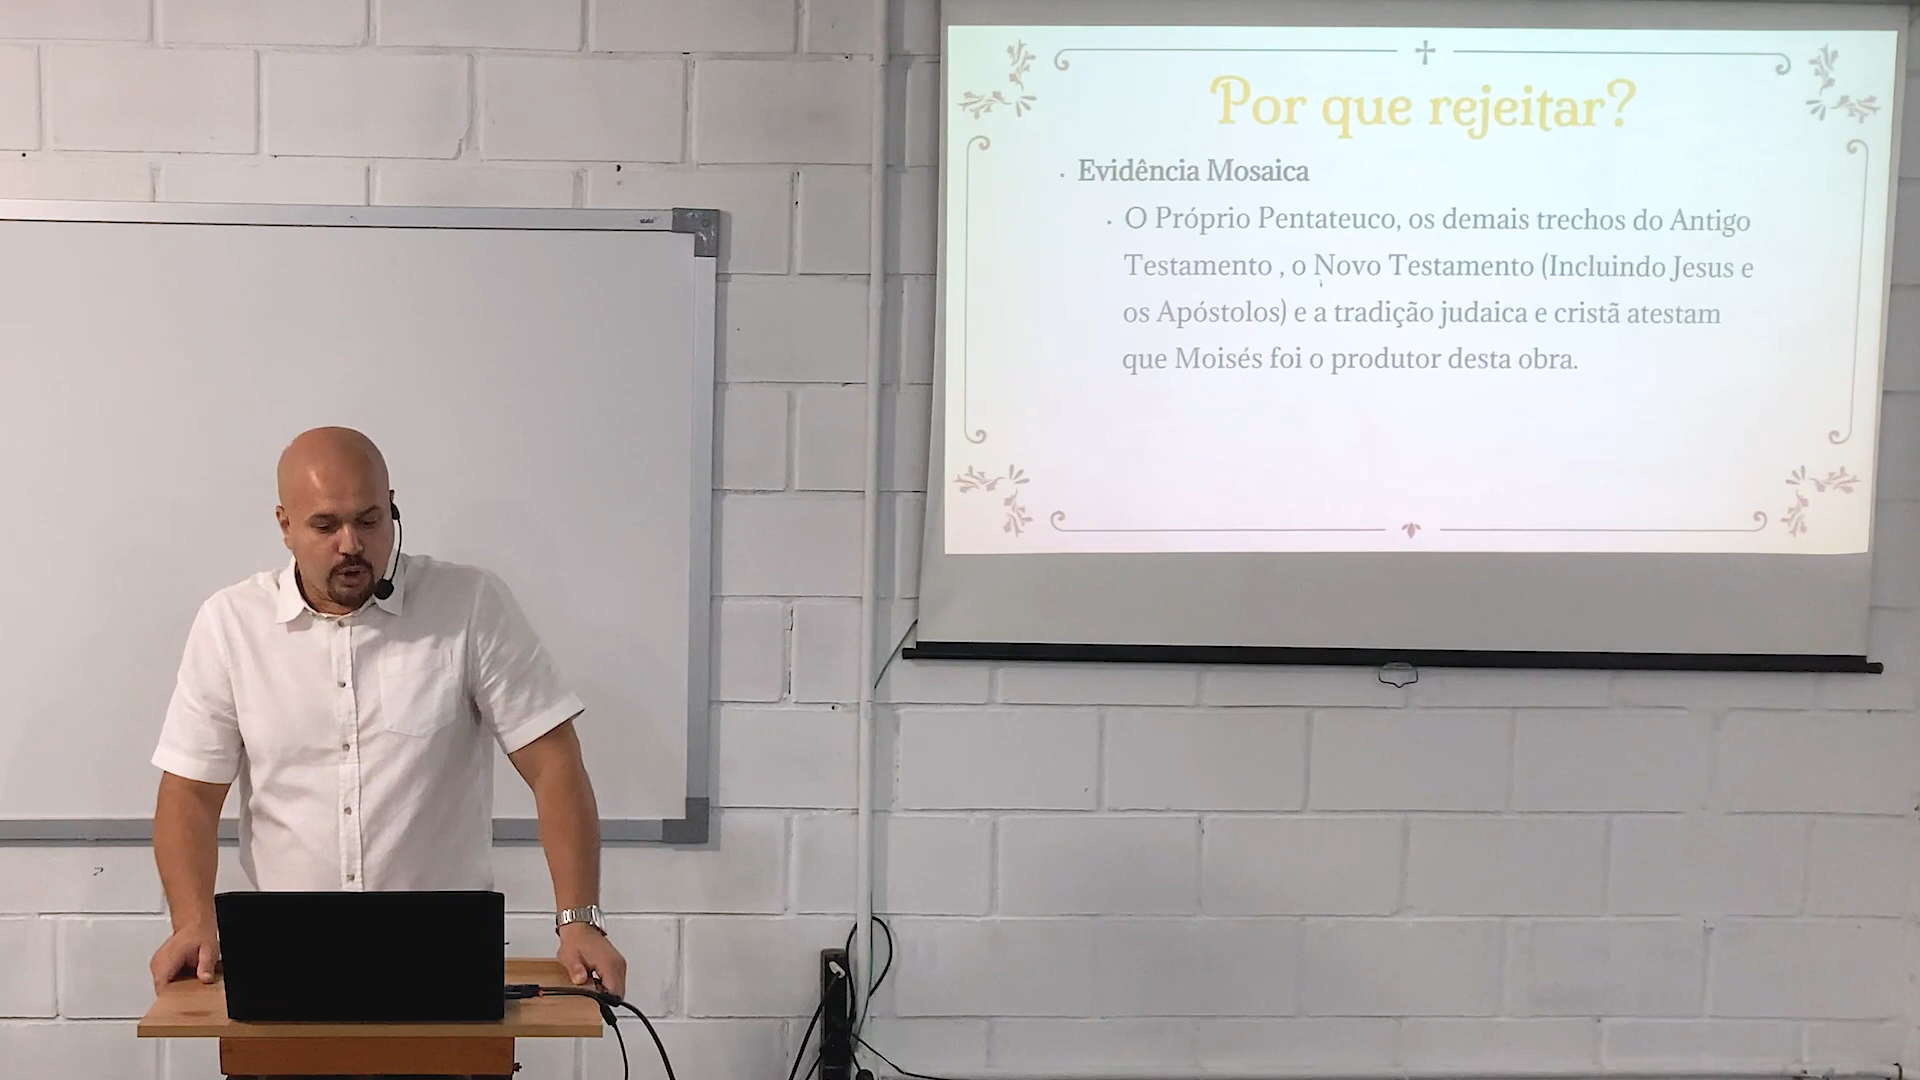 Por que rejeitar?
· Evidência Mosaica
· O Próprio Pentateuco, os demais trechos do Antigo
Testamento , o Novo Testamento (Incluindo Jesus e
os Apóstolos) e a tradição judaica e cristã atestam
que Moisés foi o produtor desta obra.